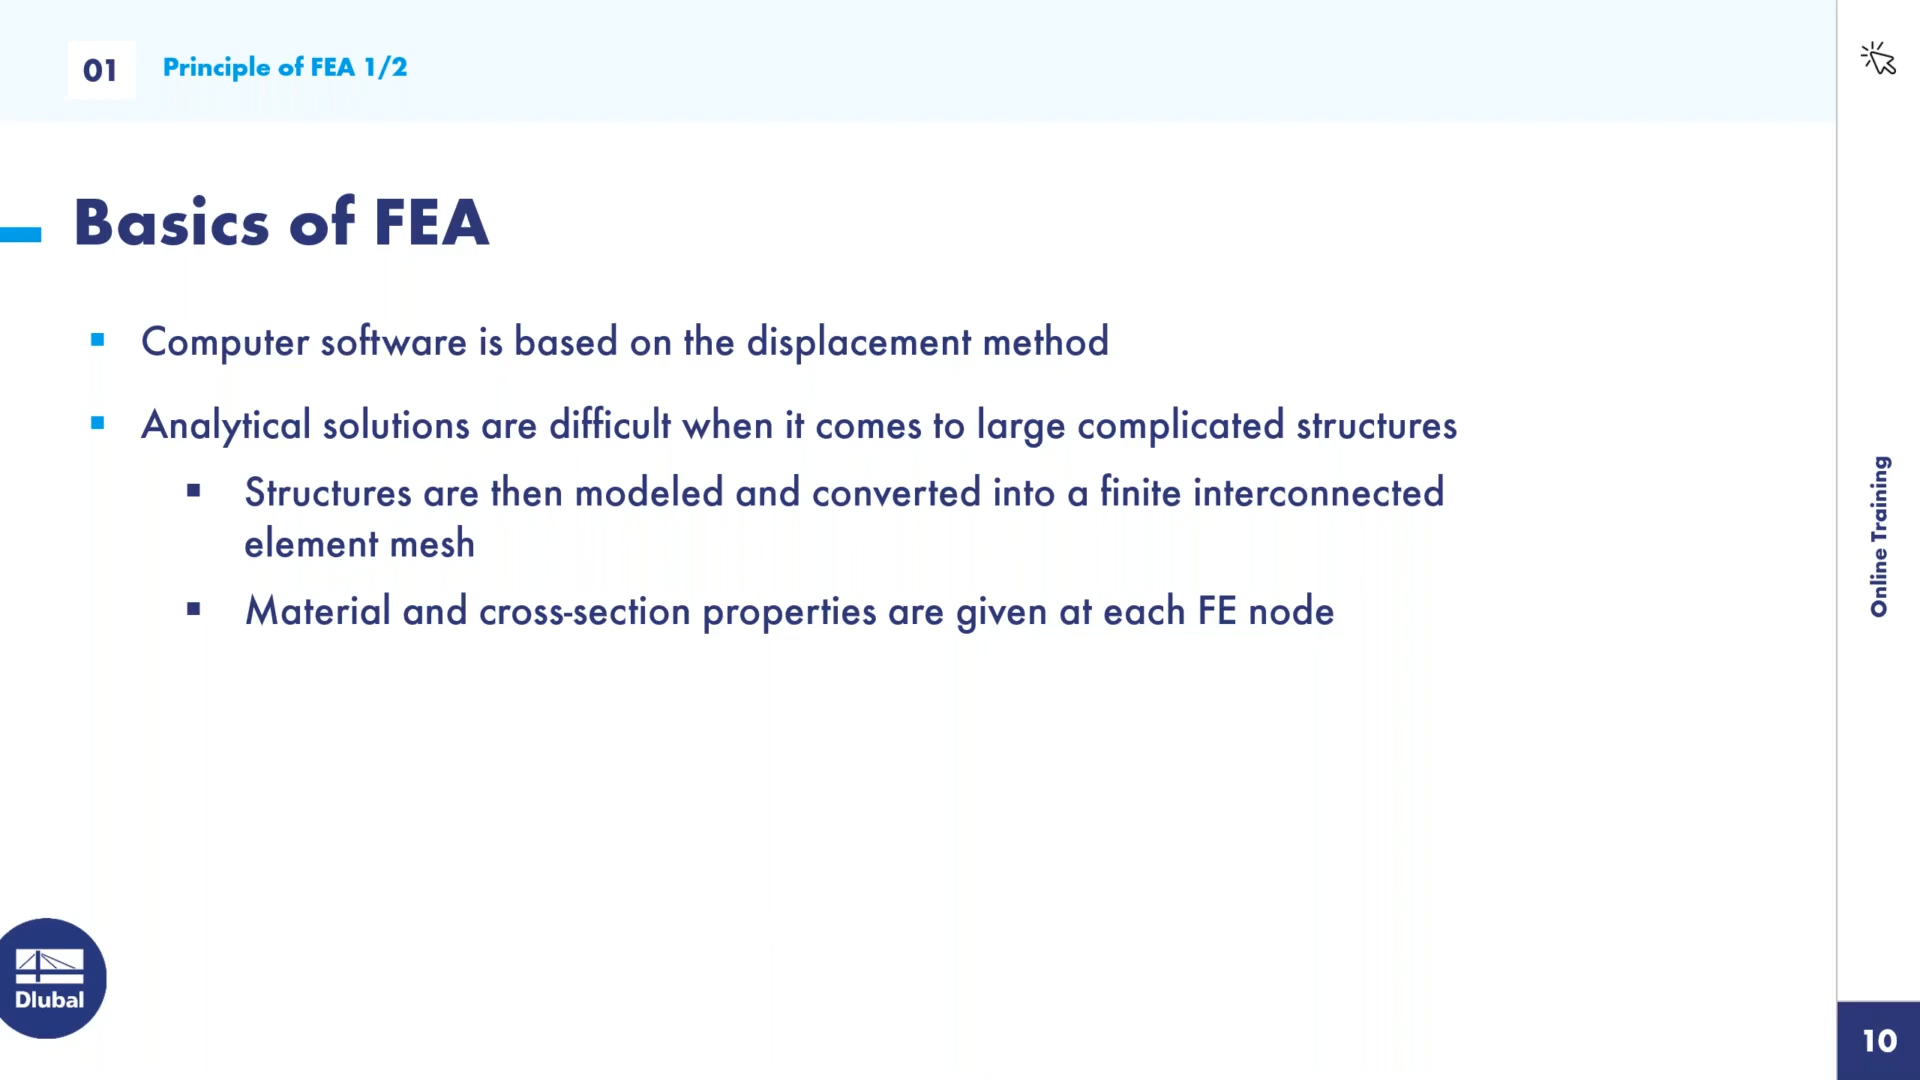 01
Principle of FEA 1/2
Basics of FEA
▪ Computer software is based on the displacement method
▪ Analytical solutions are difficult when it comes to large complicated structures
▪ Structures are then modeled and converted into a finite interconnected
element mesh
▪ Material and cross-section properties are given at each FE node
Online Training
Dlubal
10